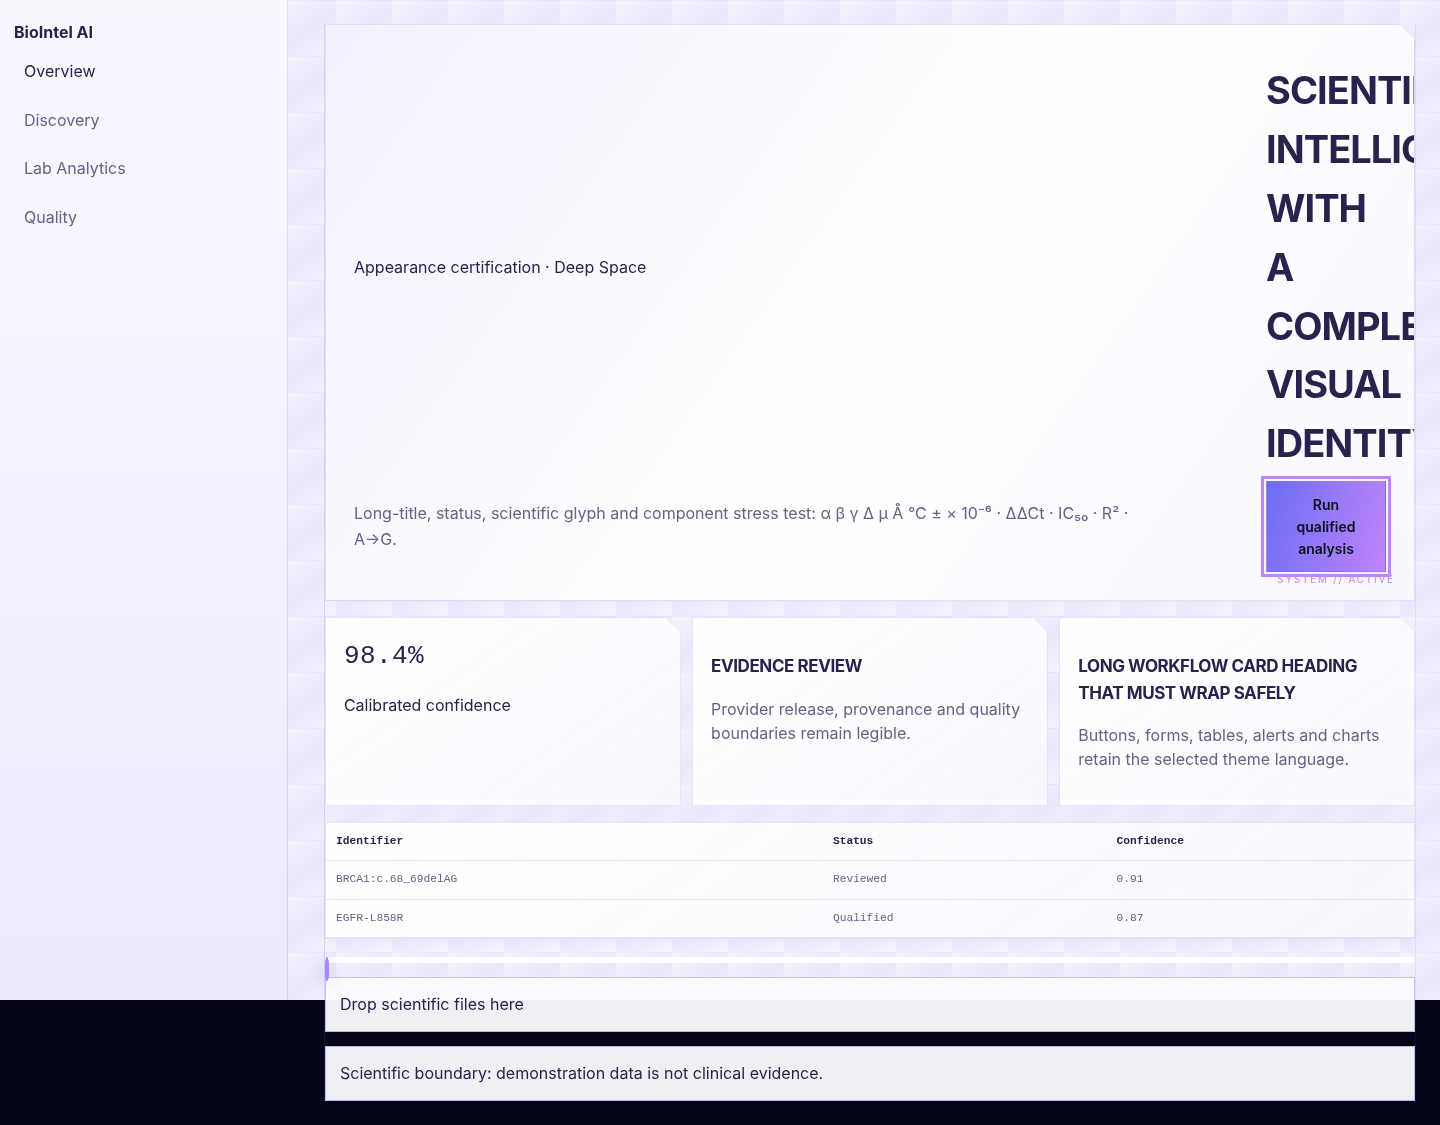 BioIntel AI
Overview
Discovery
Lab Analytics
Quality
Appearance certification · Deep Space
WITH
A
VISUAL
Long-title, status, scientific glyph and component stress test: α β γ Δ μ Å °C ± × 10⁻⁶ · ΔΔCt · IC₅₀ · R² ·
A→G.
Run
qualified
analysis
SYSTEM // ACTIVE
98.4%
Calibrated confidence
EVIDENCE REVIEW
Provider release, provenance and quality
boundaries remain legible.
LONG WORKFLOW CARD HEADING
THAT MUST WRAP SAFELY
Buttons, forms, tables, alerts and charts
retain the selected theme language.
Identifier Status Confidence
BRCA1:c.68_69delAG Reviewed 0.91
EGFR-L858R Qualified 0.87
Drop scientific files here
Scientific boundary: demonstration data is not clinical evidence.